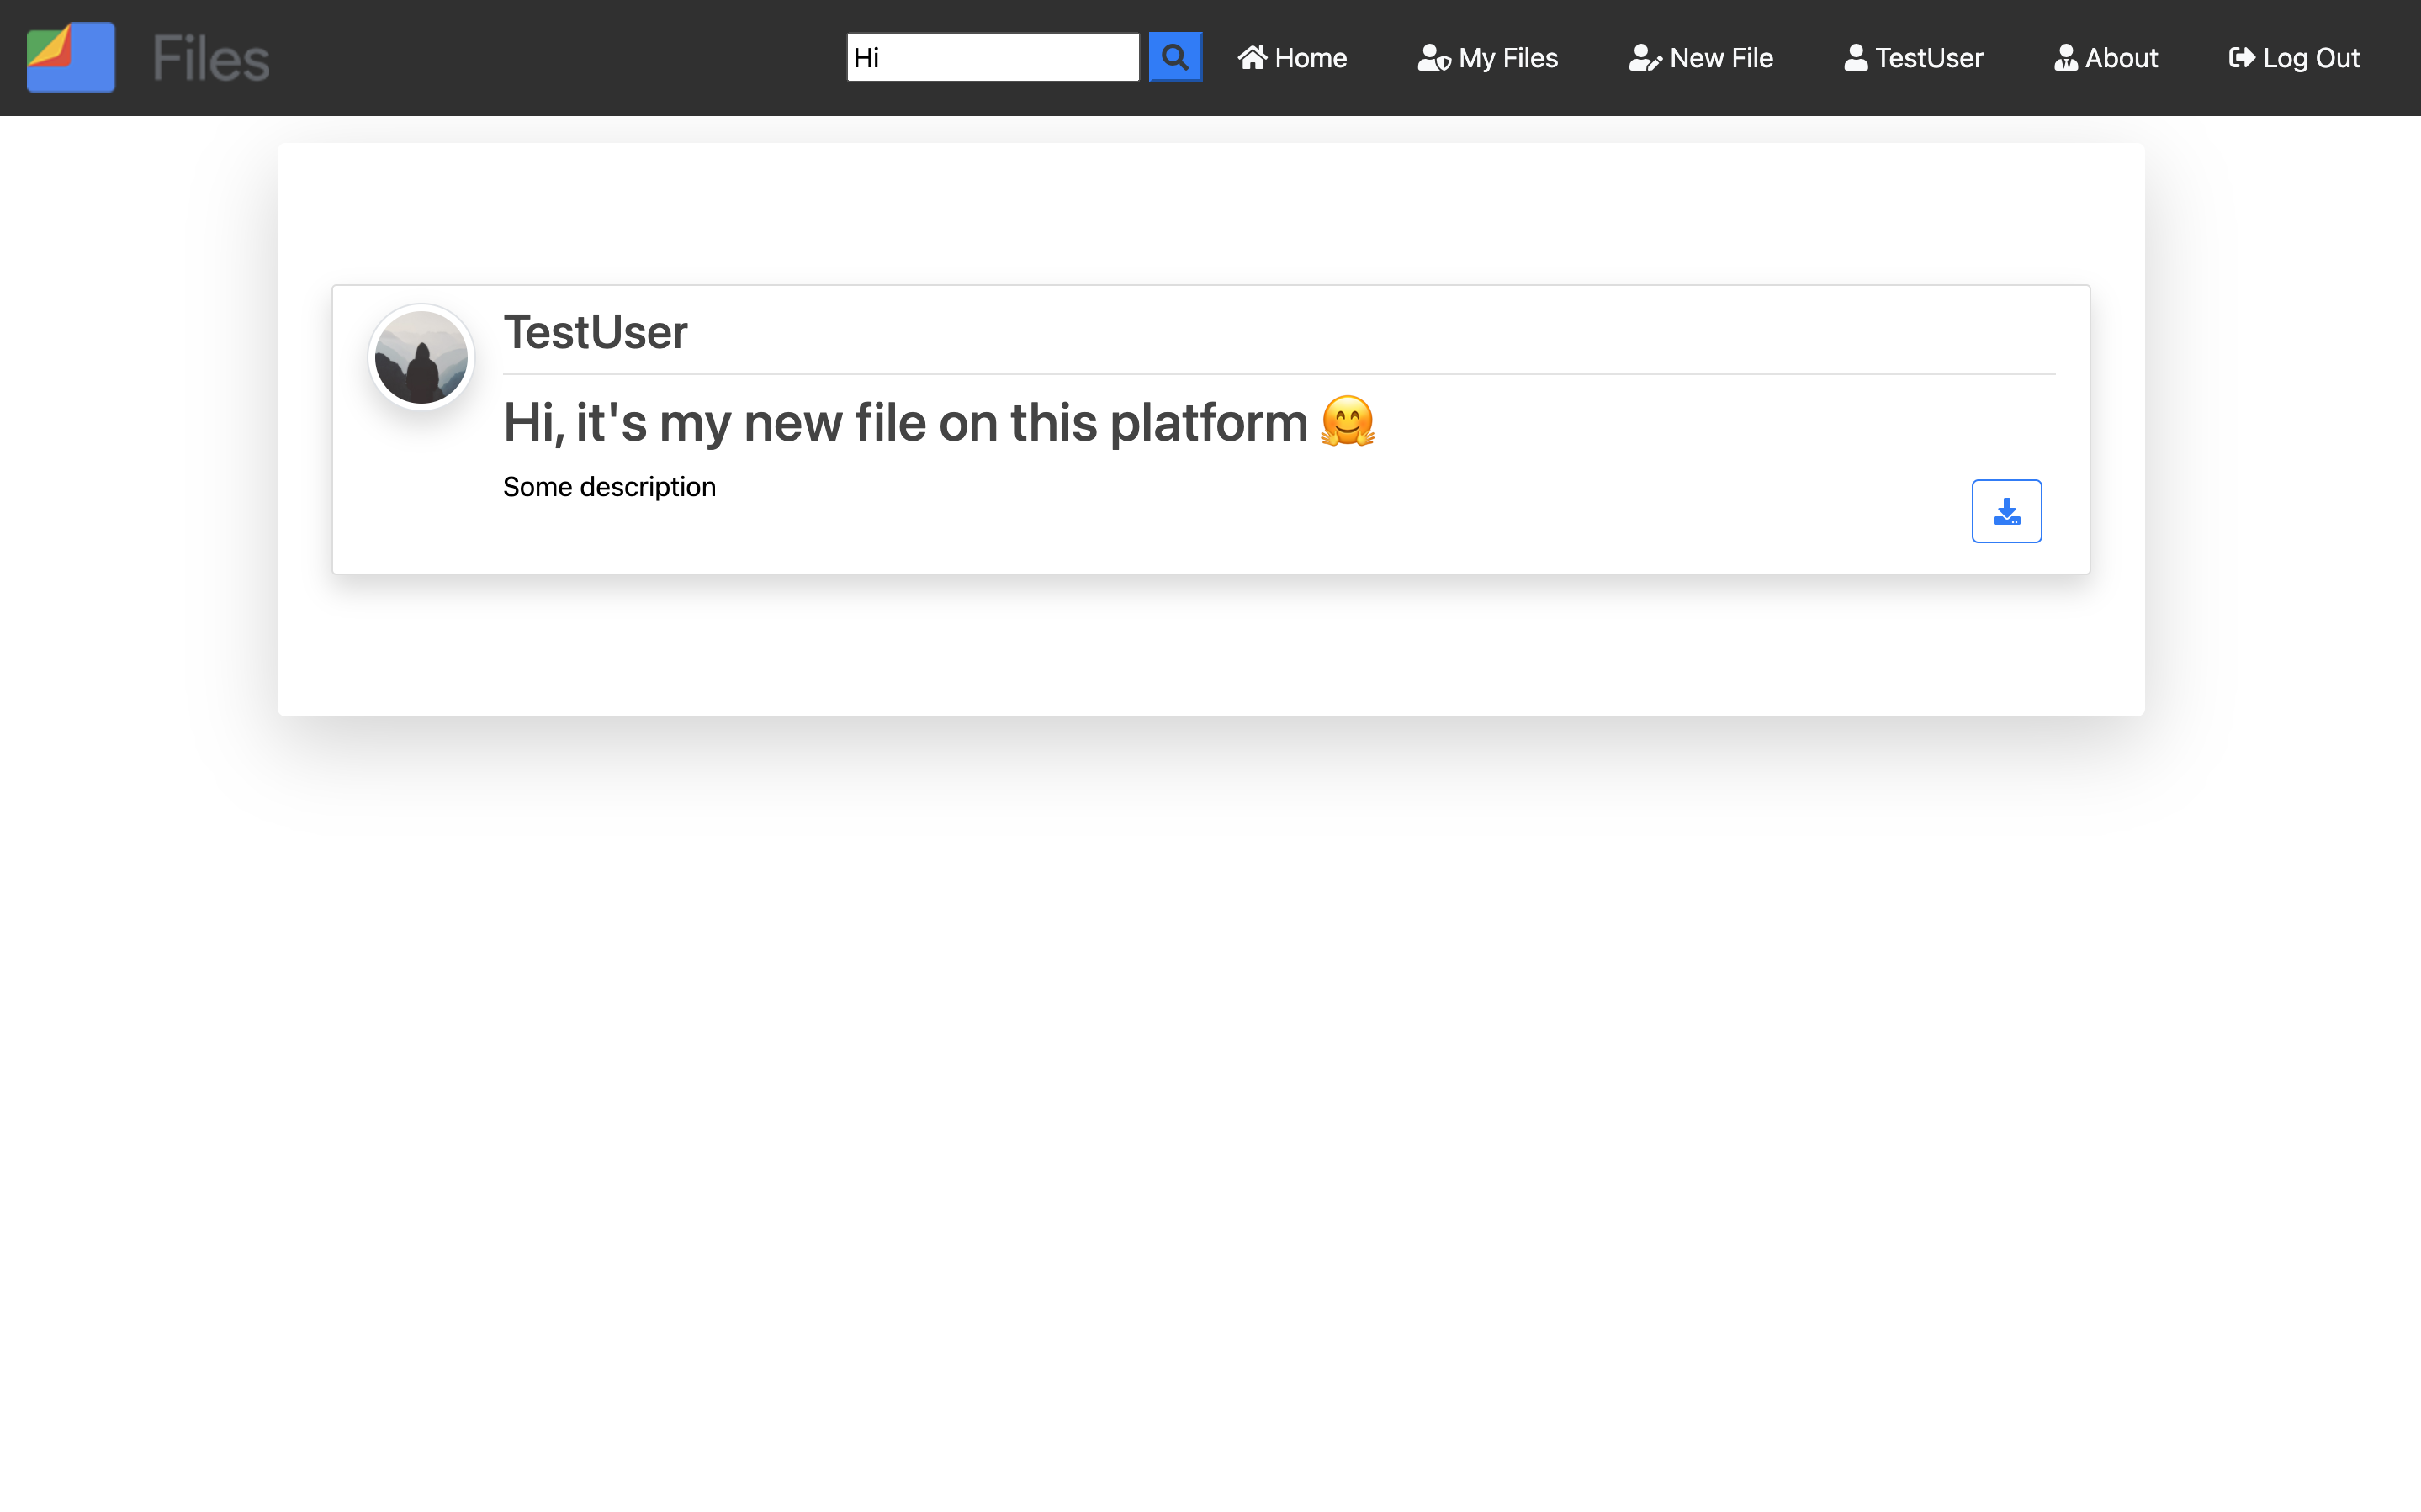 Files
Hi
Home
My Files
New File
TestUser
About
Log Out
TestUser
Hi, it's my new file on this platform 🤗
Some description